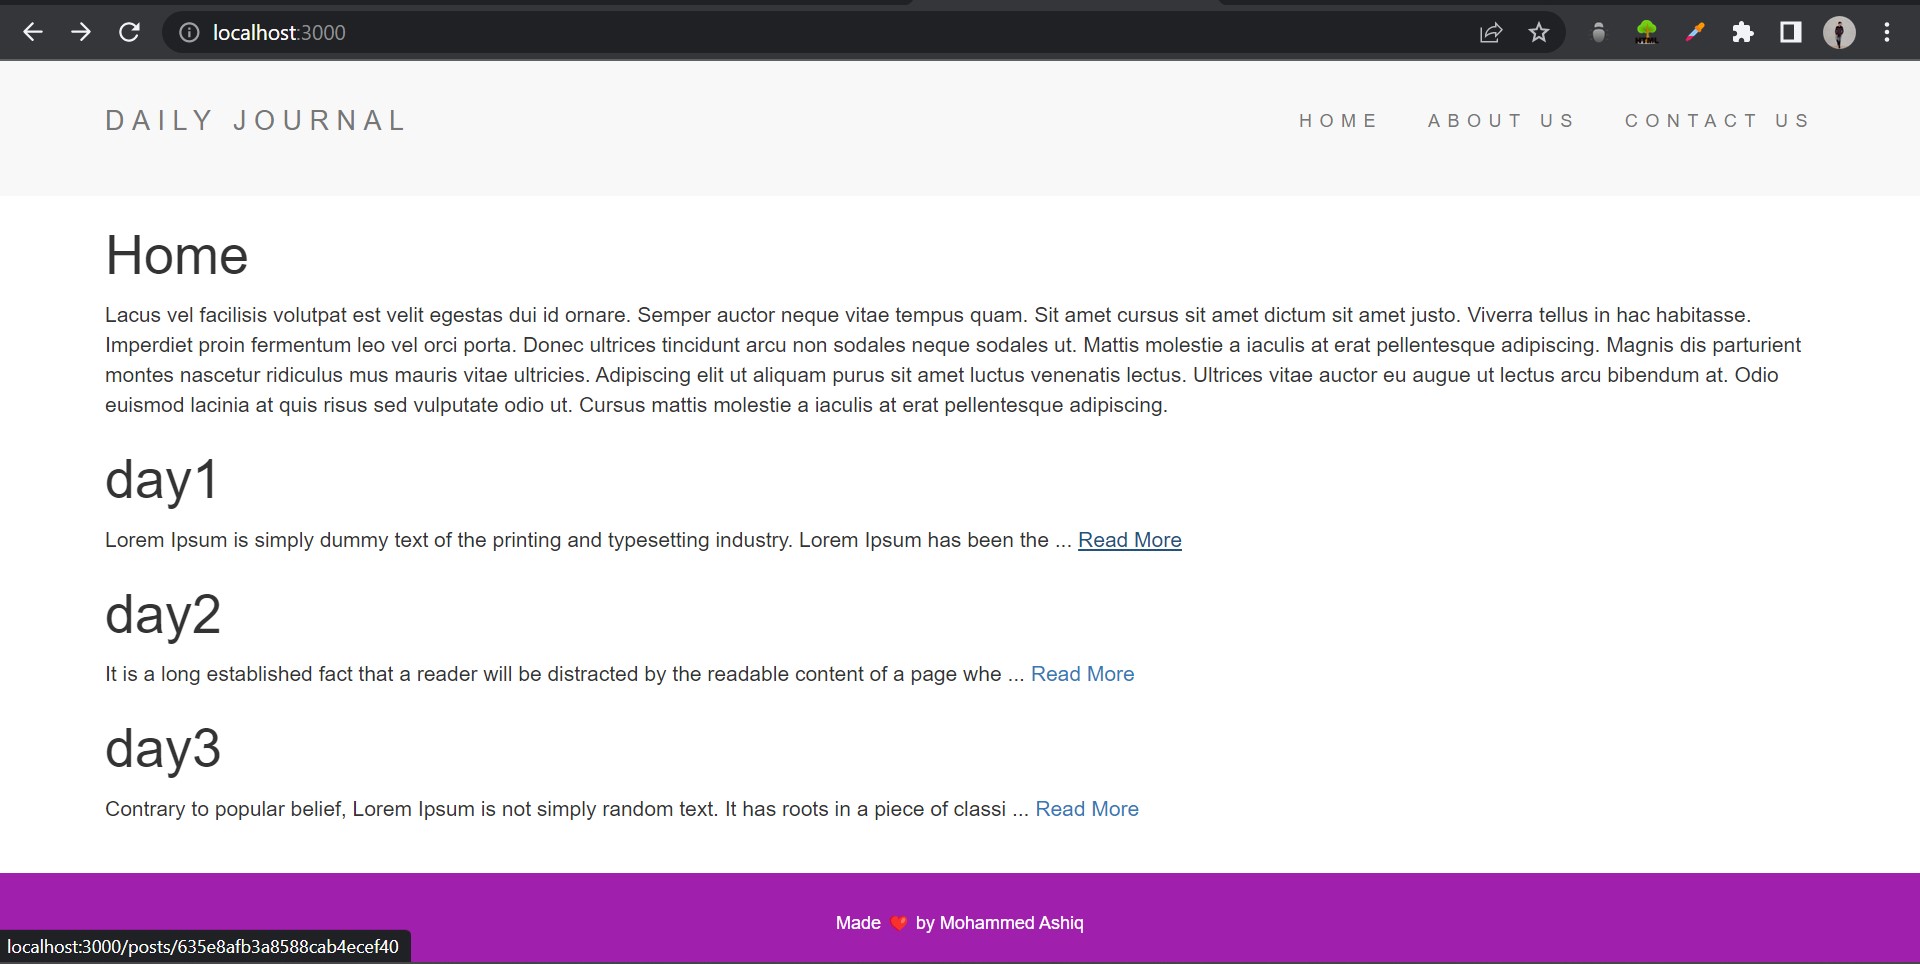 localhost:3000
DAILY JOURNAL
HOME ABOUT US CONTACT US
Home
Lacus vel facilisis volutpat est velit egestas dui id ornare. Semper auctor neque vitae tempus quam. Sit amet cursus sit amet dictum sit amet justo. Viverra tellus in hac habitasse.
Imperdiet proin fermentum leo vel orci porta. Donec ultrices tincidunt arcu non sodales neque sodales ut. Mattis molestie a iaculis at erat pellentesque adipiscing. Magnis dis parturient
montes nascetur ridiculus mus mauris vitae ultricies. Adipiscing elit ut aliquam purus sit amet luctus venenatis lectus. Ultrices vitae auctor eu augue ut lectus arcu bibendum at. Odio
euismod lacinia at quis risus sed vulputate odio ut. Cursus mattis molestie a iaculis at erat pellentesque adipiscing.
day1
Lorem Ipsum is simply dummy text of the printing and typesetting industry. Lorem Ipsum has been the ... Read More
day2
It is a long established fact that a reader will be distracted by the readable content of a page whe ... Read More
day3
Contrary to popular belief, Lorem Ipsum is not simply random text. It has roots in a piece of classi ... Read More
Made ❤️ by Mohammed Ashiq
localhost:3000/posts/635e8afb3a8588cab4ecef40